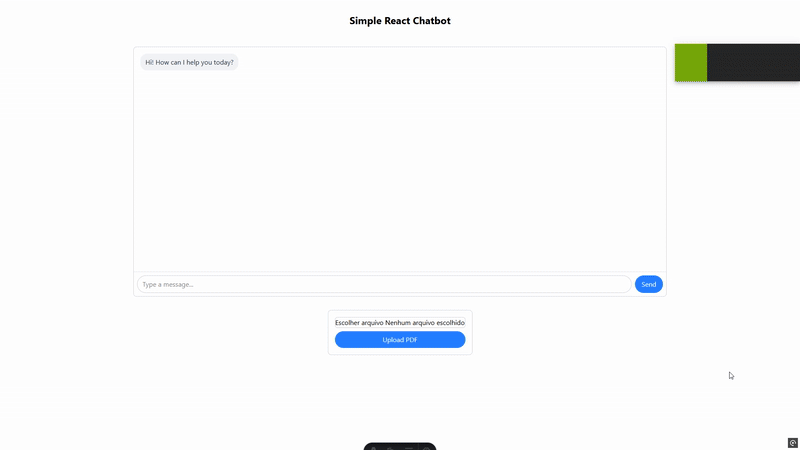 Simple React Chatbot
Hi! How can I help you today?
Type a message...
Send
Escolher arquivo Nenhum arquivo escolhido
Upload PDF